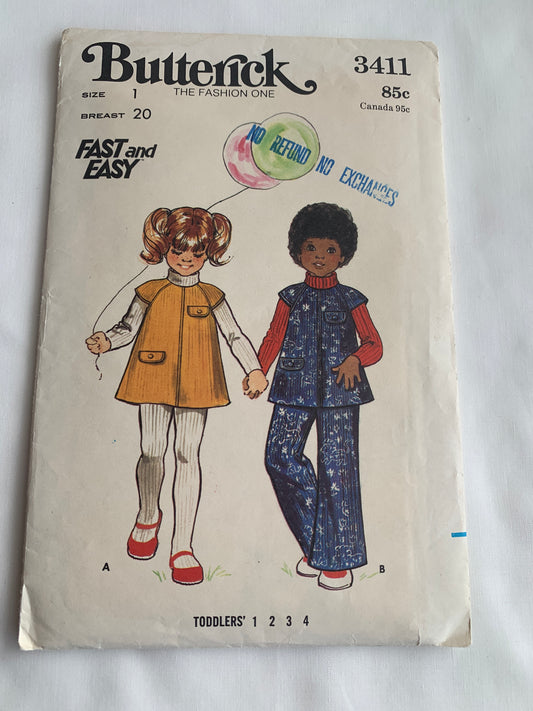 Butterick
THE FASHION ONE
3411
SIZE 1
85c
Canada 95c
BREAST 20
FAST and
EASY™
NO REFUND NO EXCHANGES
A
B
TODDLERS' 1 2 3 4